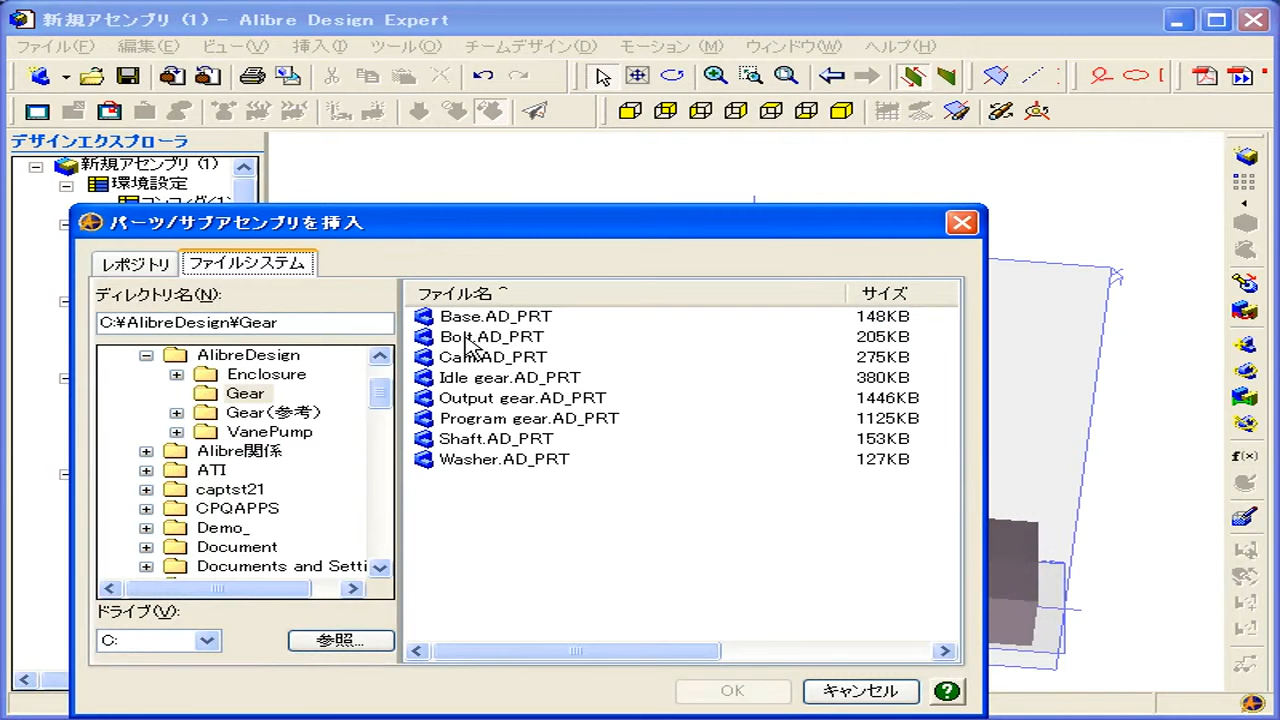 新規アセンブリ (1) - Alibre Design Expert
ファイル(F) 編集(E) ビュー(V) 挿入(I) ツール(O) チームデザイン(D) モーション (M) ウィンドウ(W) ヘルプ(H)
デザインエクスプローラ
新規アセンブリ (1)
環境設定
パーツ/サブアセンブリを挿入
レポジトリ ファイルシステム
ディレクトリ名(N):
C:¥AlibreDesign¥Gear
AlibreDesign
Enclosure
Gear
Gear(参考)
VanePump
Alibre関係
ATI
captst21
CPQAPPS
Demo_
Document
Documents and Setti
ドライブ(V):
C:
参照...
ファイル名 サイズ
Base.AD_PRT 148KB
Bolt.AD_PRT 205KB
Cam.AD_PRT 275KB
Idle gear.AD_PRT 380KB
Output gear.AD_PRT 1446KB
Program gear.AD_PRT 1125KB
Shaft.AD_PRT 153KB
Washer.AD_PRT 127KB
OK キャンセル
f(x)